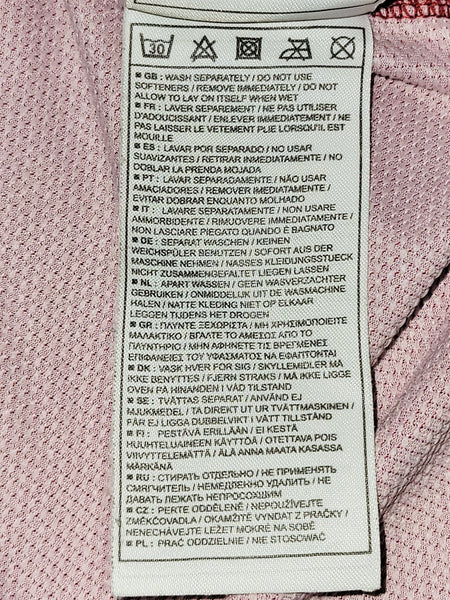 30
GB : WASH SEPARATELY / DO NOT USE
SOFTENERS / REMOVE IMMEDIATELY / DO NOT
ALLOW TO LAY ON ITSELF WHEN WET
FR : LAVER SEPAREMENT / NE PAS UTILISER
D'ADOUCISSANT / ENLEVER IMMEDIATEMENT / NE
PAS LAISSER LE VETEMENT PLIE LORSQU'IL EST
MOUILLE
ES : LAVAR POR SEPARADO / NO USAR
SUAVIZANTES / RETIRAR INMEDIATAMENTE / NO
DOBLAR LA PRENDA MOJADA
PT : LAVAR SEPARADAMENTE / NÃO USAR
AMACIADORES / REMOVER IMEDIATAMENTE /
EVITAR DOBRAR ENQUANTO MOLHADO
IT : LAVARE SEPARATAMENTE / NON USARE
AMMORBIDENTE / RIMUOVERE IMMEDIATAMENTE /
NON LASCIARE PIEGATO QUANDO È BAGNATO
DE : SEPARAT WASCHEN / KEINEN
WEICHSPÜLER BENUTZEN / SOFORT AUS DER
MASCHINE NEHMEN / NASSES KLEIDUNGSSTUECK
NICHT ZUSAMMENGEFALTET LIEGEN LASSEN
NL : APART WASSEN / GEEN WASVERZACHTER
GEBRUIKEN / ONMIDDELIJK UIT DE WASMACHINE
HALEN / NATTE KLEDING NIET OP ELKAAR
LEGGEN TIJDENS HET DROGEN
GR : ΠΛΥΝΤΕ ΞΕΧΩΡΙΣΤΑ / ΜΗ ΧΡΗΣΙΜΟΠΟΙΕΙΤΕ
ΜΑΛΑΚΤΙΚΟ / ΒΓΑΛΤΕ ΤΟ ΑΜΕΣΩΣ ΑΠΟ ΤΟ
ΠΛΥΝΤΗΡΙΟ / ΜΗΝ ΑΦΗΝΕΤΕ ΤΙΣ ΒΡΕΓΜΕΝΕΣ
ΕΠΙΦΑΝΕΙΕΣ ΤΟΥ ΥΦΑΣΜΑΤΟΣ ΝΑ ΕΦΑΠΤΟΝΤΑΙ
DK : VASK HVER FOR SIG / SKYLLEMIDLER MÅ
IKKE BENYTTES / FJERN STRAKS / MÅ IKKE LIGGE
OVEN PÅ HINANDEN I VÅD TILSTAND
SE : TVÄTTAS SEPARAT / ANVÄND EJ
MJUKMEDEL / TA DIREKT UT UR TVÄTTMASKINEN /
FÅR EJ LIGGA DUBBELVIKT I VÅTT TILLSTÅND
FI : PESTÄVÄ ERILLÄÄN / EI KESTÄ
HUUHTELUAINEEN KÄYTTÖÄ / OTETTAVA POIS
VIIVYTTELEMÄTTÄ / ÄLÄ ANNA MAATA KASASSA
MÄRKÄNÄ
RU : СТИРАТЬ ОТДЕЛЬНО / НЕ ПРИМЕНЯТЬ
СМЯГЧИТЕЛЬ / НЕМЕДЛЕННО УДАЛИТЬ / НЕ
ДАВАТЬ ЛЕЖАТЬ НЕПРОСОХШИМ
CZ : PERTE ODDĚLENĚ / NEPOUŽÍVEJTE
ZMĚKČOVADLA / OKAMŽITĚ VYNDAT Z PRAČKY /
NENECHÁVEJTE LEŽET MOKRÉ NA SOBĚ
PL : PRAĆ ODDZIELNIE / NIE STOSOWAĆ